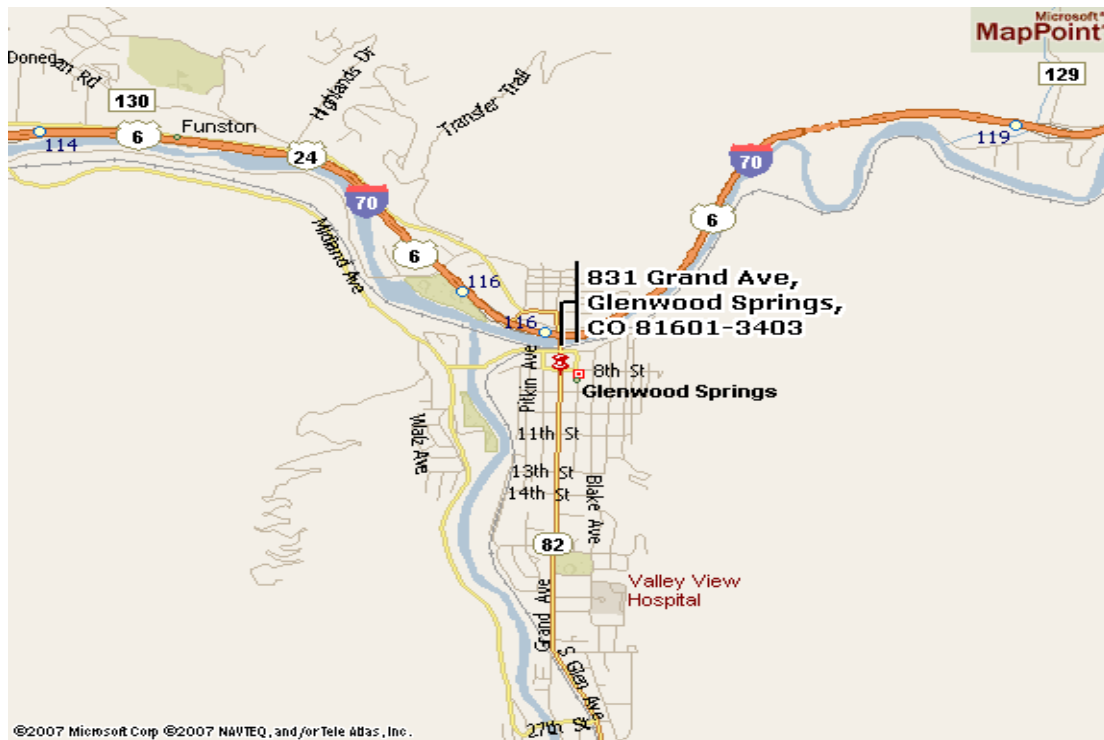 Microsoft®
MapPoint®
Donegan Rd
130
6
Funston
114
Highlands Dr
24
Transfer Trail
70
Midland Ave
6
116
116
70
6
119
129
831 Grand Ave,
Glenwood Springs,
CO 81601-3403
Pitkin Ave
8th St
Glenwood Springs
Walz Ave
11th St
13th St
14th St
Blake Ave
82
Valley View
Hospital
Grand Ave
S Glen Ave
27th St
©2007 Microsoft Corp ©2007 NAVTEQ, and/or Tele Atlas, Inc.